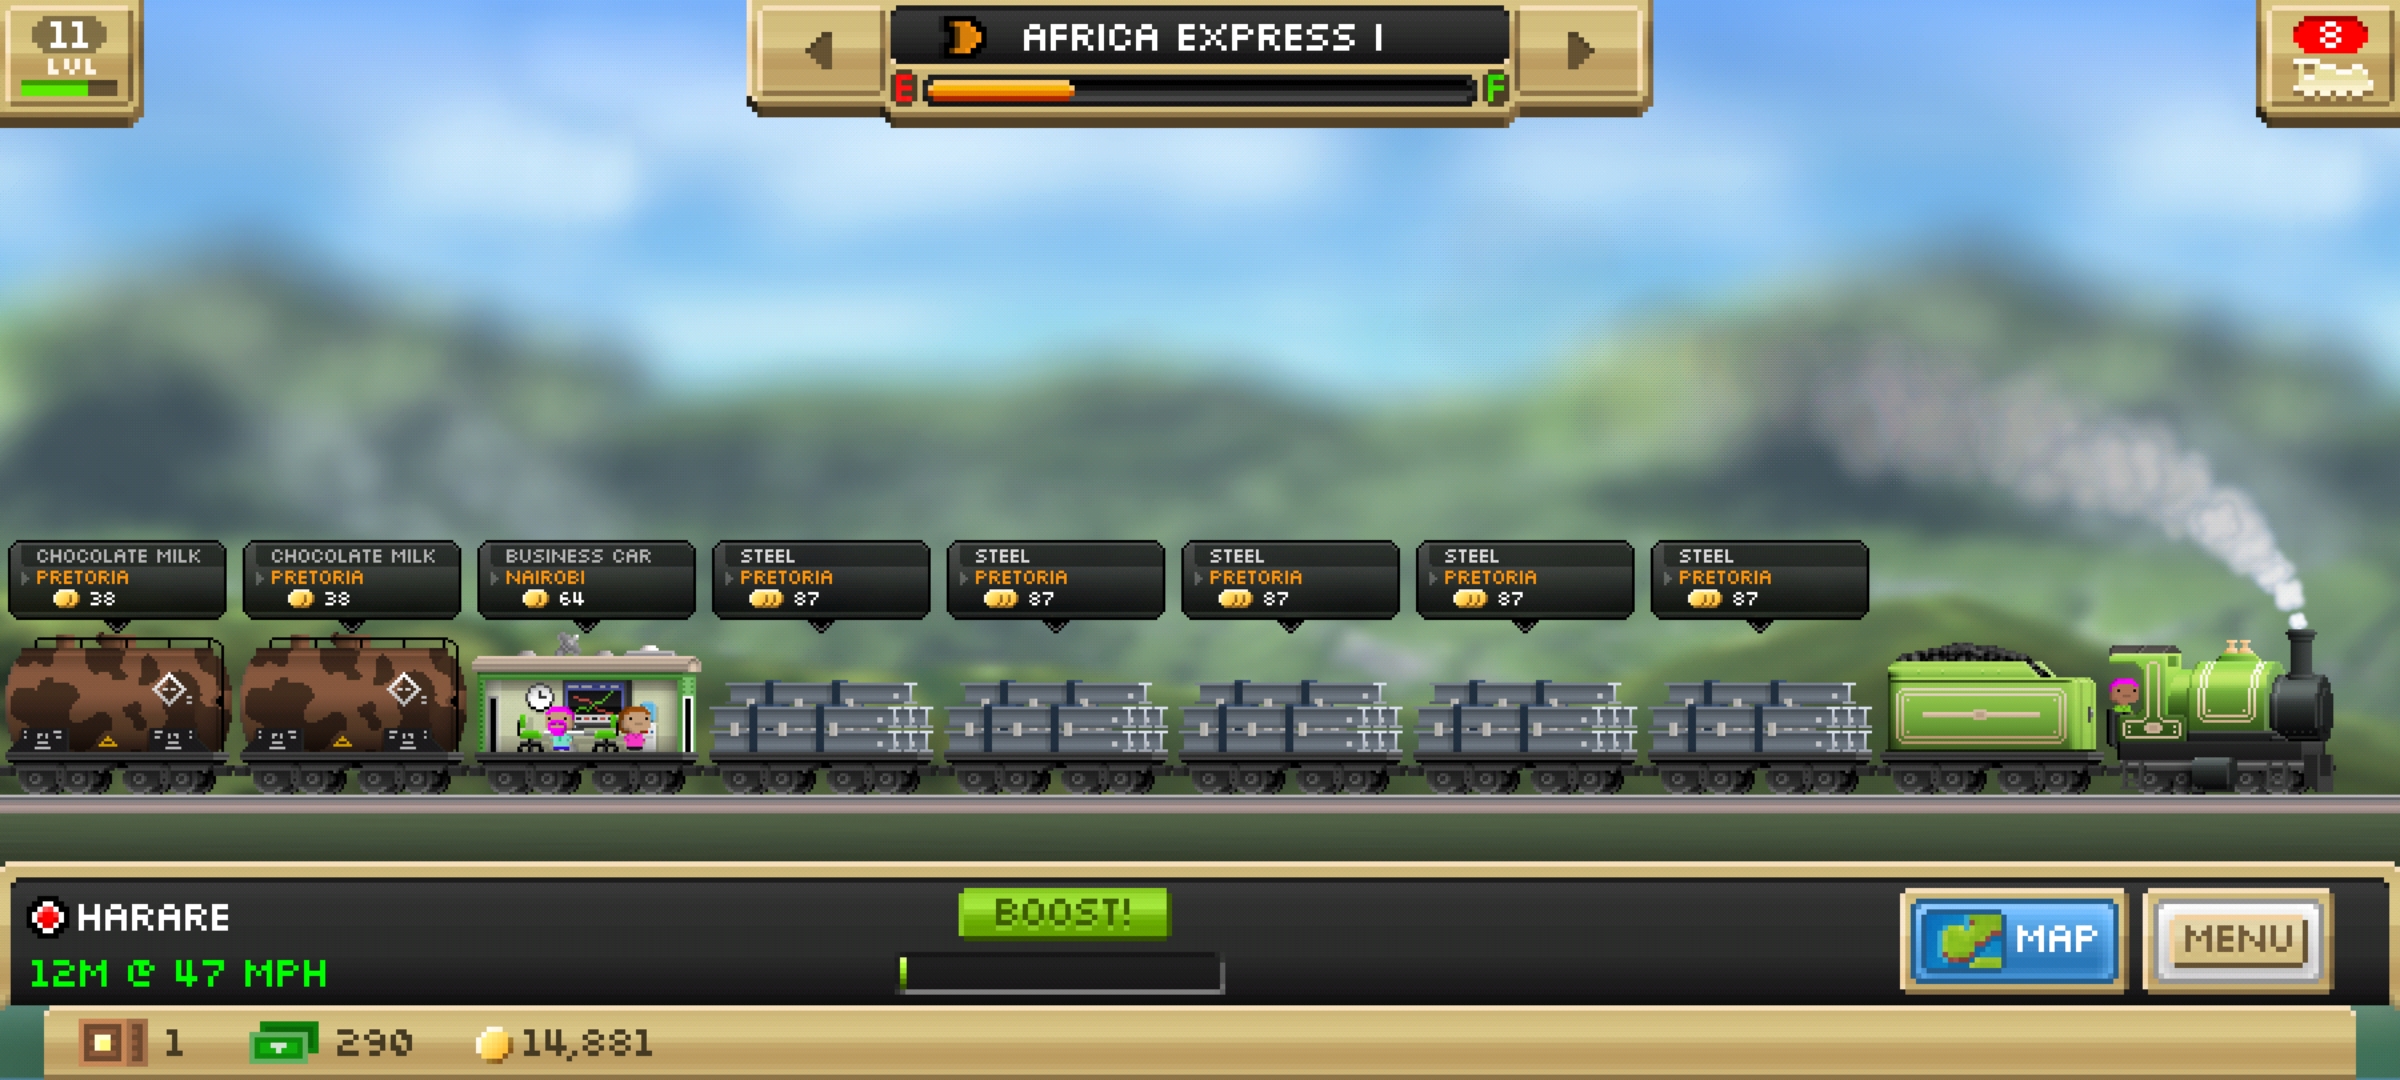 11
LVL
AFRICA EXPRESS I
E
F
8
CHOCOLATE MILK
PRETORIA
38
CHOCOLATE MILK
PRETORIA
38
BUSINESS CAR
NAIROBI
64
STEEL
PRETORIA
87
STEEL
PRETORIA
87
STEEL
PRETORIA
87
STEEL
PRETORIA
87
STEEL
PRETORIA
87
HARARE
12M @ 47 MPH
BOOST!
MAP
MENU
1
290
14,881